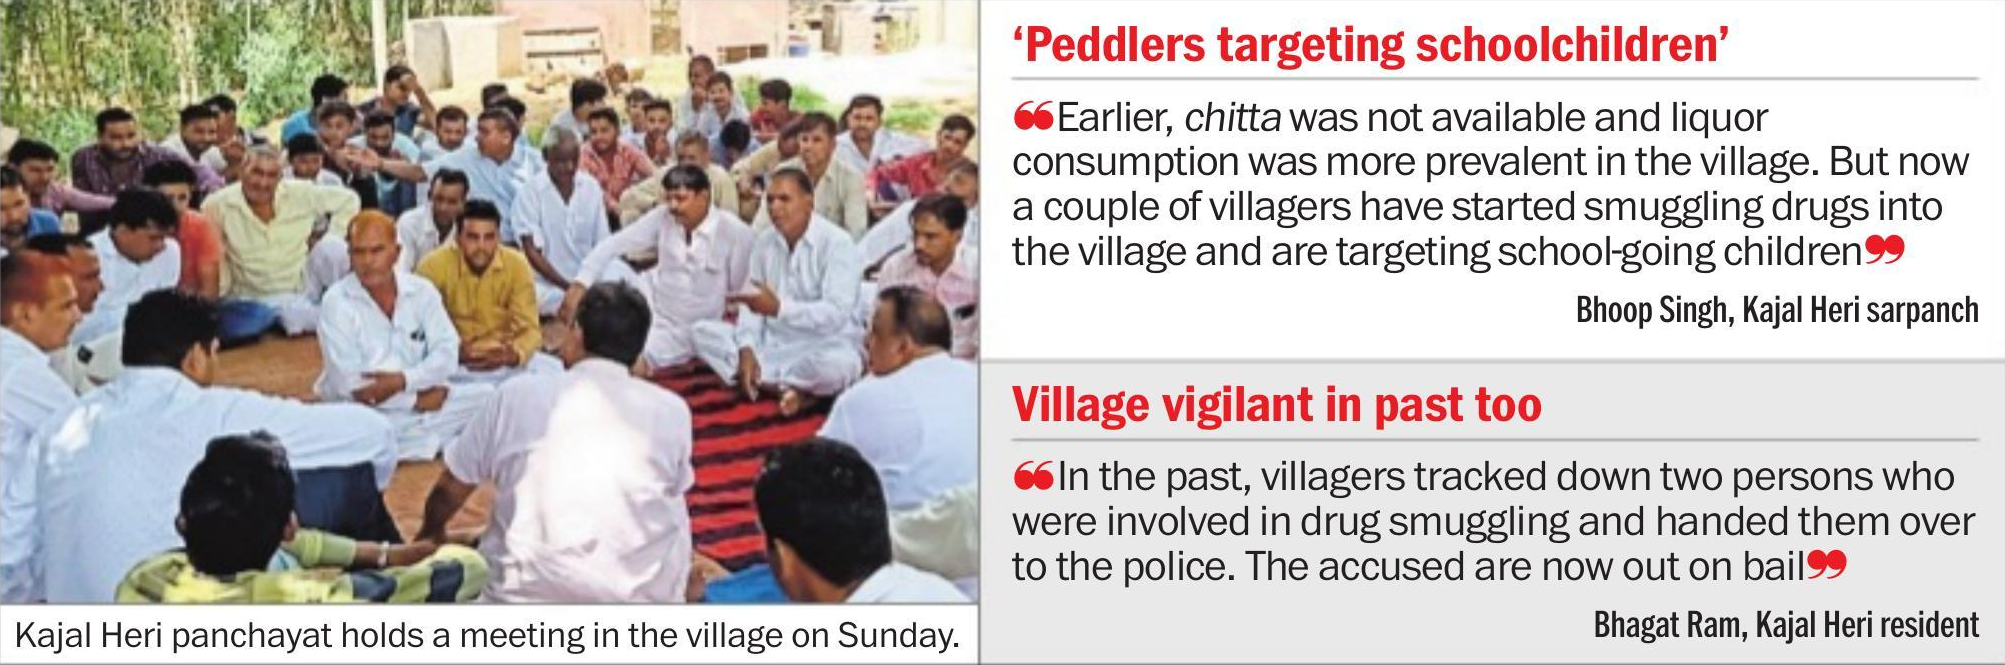 ‘Peddlers targeting schoolchildren’
❝Earlier, chitta was not available and liquor
consumption was more prevalent in the village. But now
a couple of villagers have started smuggling drugs into
the village and are targeting school-going children❞
Bhoop Singh, Kajal Heri sarpanch
Village vigilant in past too
❝In the past, villagers tracked down two persons who
were involved in drug smuggling and handed them over
to the police. The accused are now out on bail❞
Bhagat Ram, Kajal Heri resident
Kajal Heri panchayat holds a meeting in the village on Sunday.